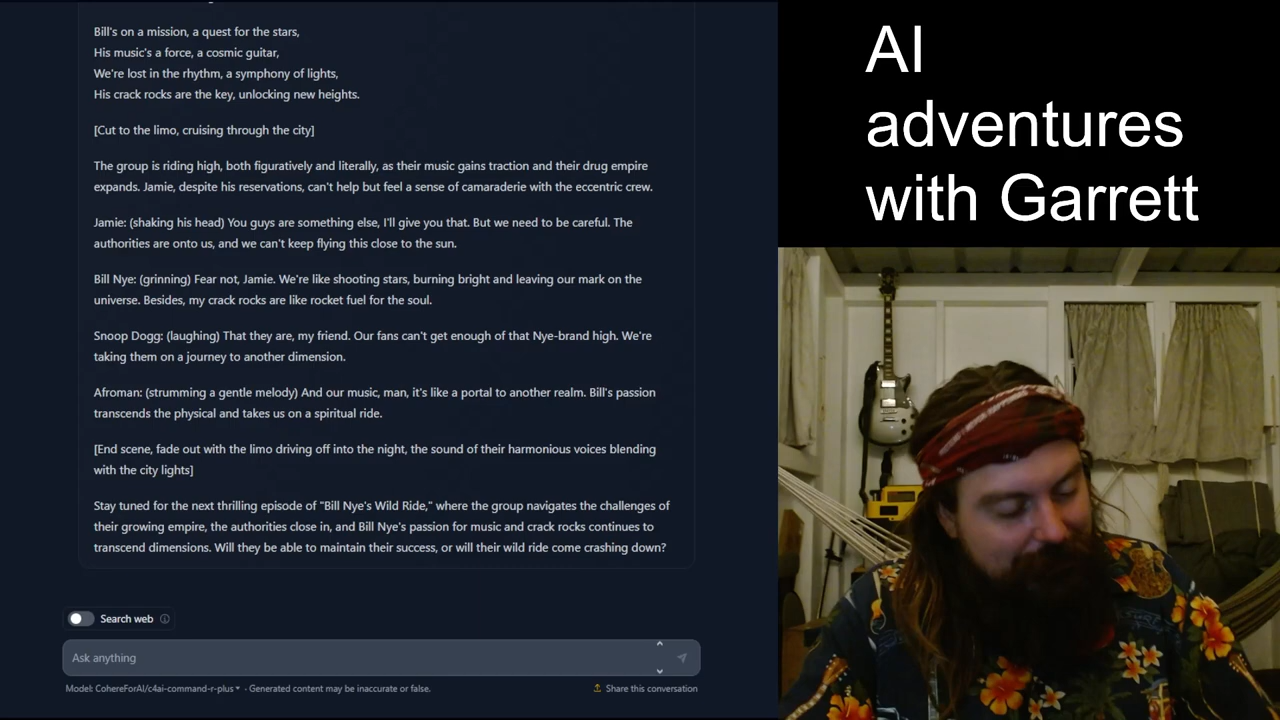 Bill's on a mission, a quest for the stars,
His music's a force, a cosmic guitar,
We're lost in the rhythm, a symphony of lights,
His crack rocks are the key, unlocking new heights.
[Cut to the limo, cruising through the city]
The group is riding high, both figuratively and literally, as their music gains traction and their drug empire
expands. Jamie, despite his reservations, can't help but feel a sense of camaraderie with the eccentric crew.
Jamie: (shaking his head) You guys are something else, I'll give you that. But we need to be careful. The
authorities are onto us, and we can't keep flying this close to the sun.
Bill Nye: (grinning) Fear not, Jamie. We're like shooting stars, burning bright and leaving our mark on the
universe. Besides, my crack rocks are like rocket fuel for the soul.
Snoop Dogg: (laughing) That they are, my friend. Our fans can't get enough of that Nye-brand high. We're
taking them on a journey to another dimension.
Afroman: (strumming a gentle melody) And our music, man, it's like a portal to another realm. Bill's passion
transcends the physical and takes us on a spiritual ride.
[End scene, fade out with the limo driving off into the night, the sound of their harmonious voices blending
with the city lights]
Stay tuned for the next thrilling episode of "Bill Nye's Wild Ride," where the group navigates the challenges of
their growing empire, the authorities close in, and Bill Nye's passion for music and crack rocks continues to
transcend dimensions. Will they be able to maintain their success, or will their wild ride come crashing down?
Search web
Ask anything
Model: CohereForAI/c4ai-command-r-plus · Generated content may be inaccurate or false.
Share this conversation
AI
adventures
with Garrett